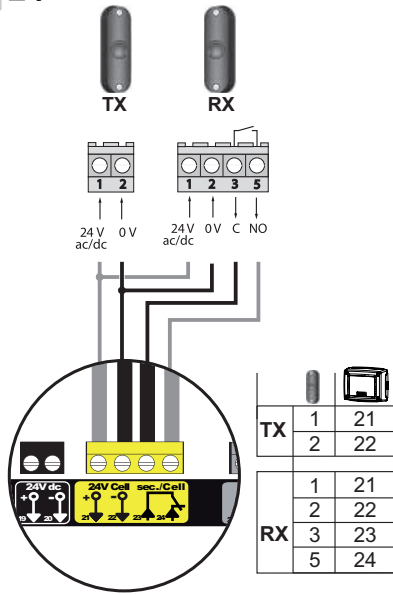 TX RX
1 2 1 2 3 5
24 V ac/dc 0 V 24 V ac/dc 0 V C NO
24V dc 24V Cell sec./Cell
+ - + -
19 20 21 22 23 24
TX 1 21
2 22
RX 1 21
2 22
3 23
5 24